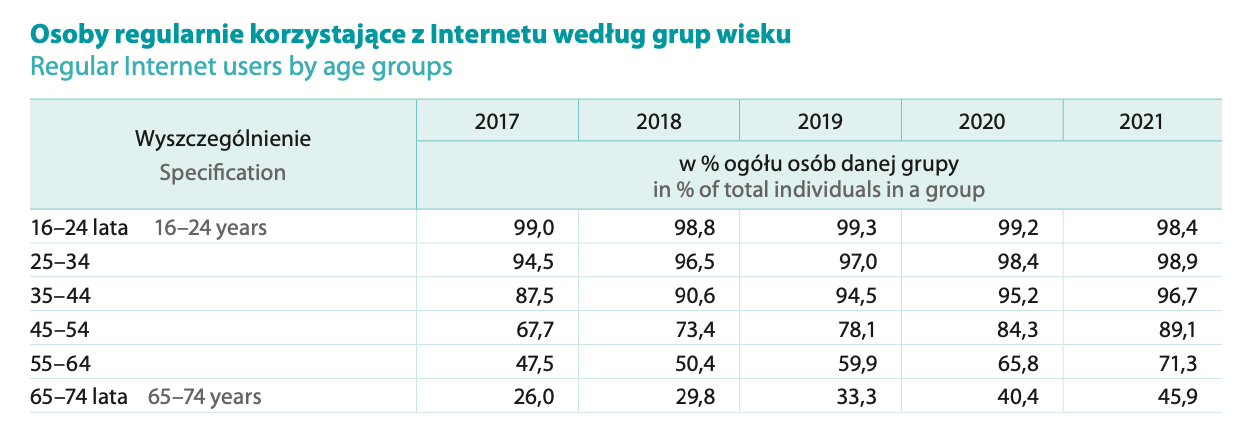 Osoby regularnie korzystające z Internetu według grup wieku
Regular Internet users by age groups
Wyszczególnienie
Specification
2017 2018 2019 2020 2021
w % ogółu osób danej grupy
in % of total individuals in a group
16–24 lata 16–24 years 99,0 98,8 99,3 99,2 98,4
25–34 94,5 96,5 97,0 98,4 98,9
35–44 87,5 90,6 94,5 95,2 96,7
45–54 67,7 73,4 78,1 84,3 89,1
55–64 47,5 50,4 59,9 65,8 71,3
65–74 lata 65–74 years 26,0 29,8 33,3 40,4 45,9